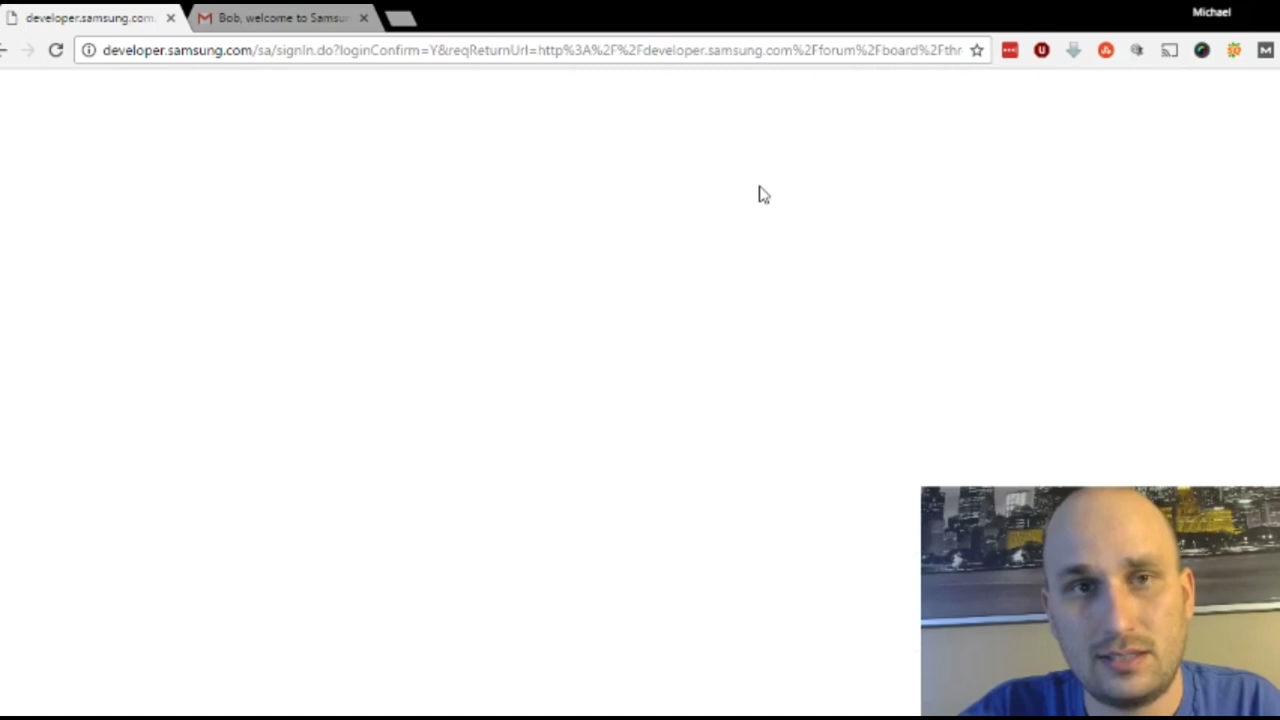 developer.samsung.com
Bob, welcome to Samsu
Michael
developer.samsung.com/sa/signIn.do?loginConfirm=Y&reqReturnUrl=http%3A%2F%2Fdeveloper.samsung.com%2Fforum%2Fboard%2Fthr